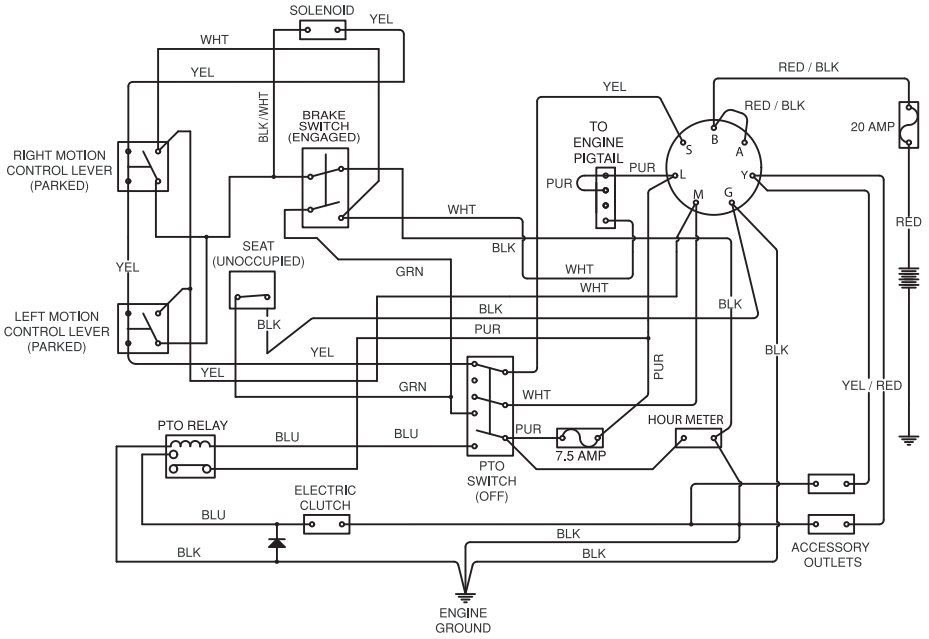 SOLENOID
YEL
WHT
YEL
RED / BLK
YEL
RED / BLK
BLK /WHT
BRAKE
SWITCH
(ENGAGED)
TO
ENGINE
PIGTAIL
20 AMP
S
B
A
L
Y
M
G
PUR
PUR
RIGHT MOTION
CONTROL LEVER
(PARKED)
WHT
BLK
RED
SEAT
(UNOCCUPIED)
YEL
GRN
WHT
WHT
BLK
BLK
BLK
LEFT MOTION
CONTROL LEVER
(PARKED)
PUR
YEL
BLK
YEL
PUR
GRN
WHT
YEL / RED
PTO RELAY
BLU
BLU
PUR
HOUR METER
7.5 AMP
PTO
SWITCH
(OFF)
ELECTRIC
CLUTCH
BLU
BLK
BLK
BLK
ACCESSORY
OUTLETS
ENGINE
GROUND